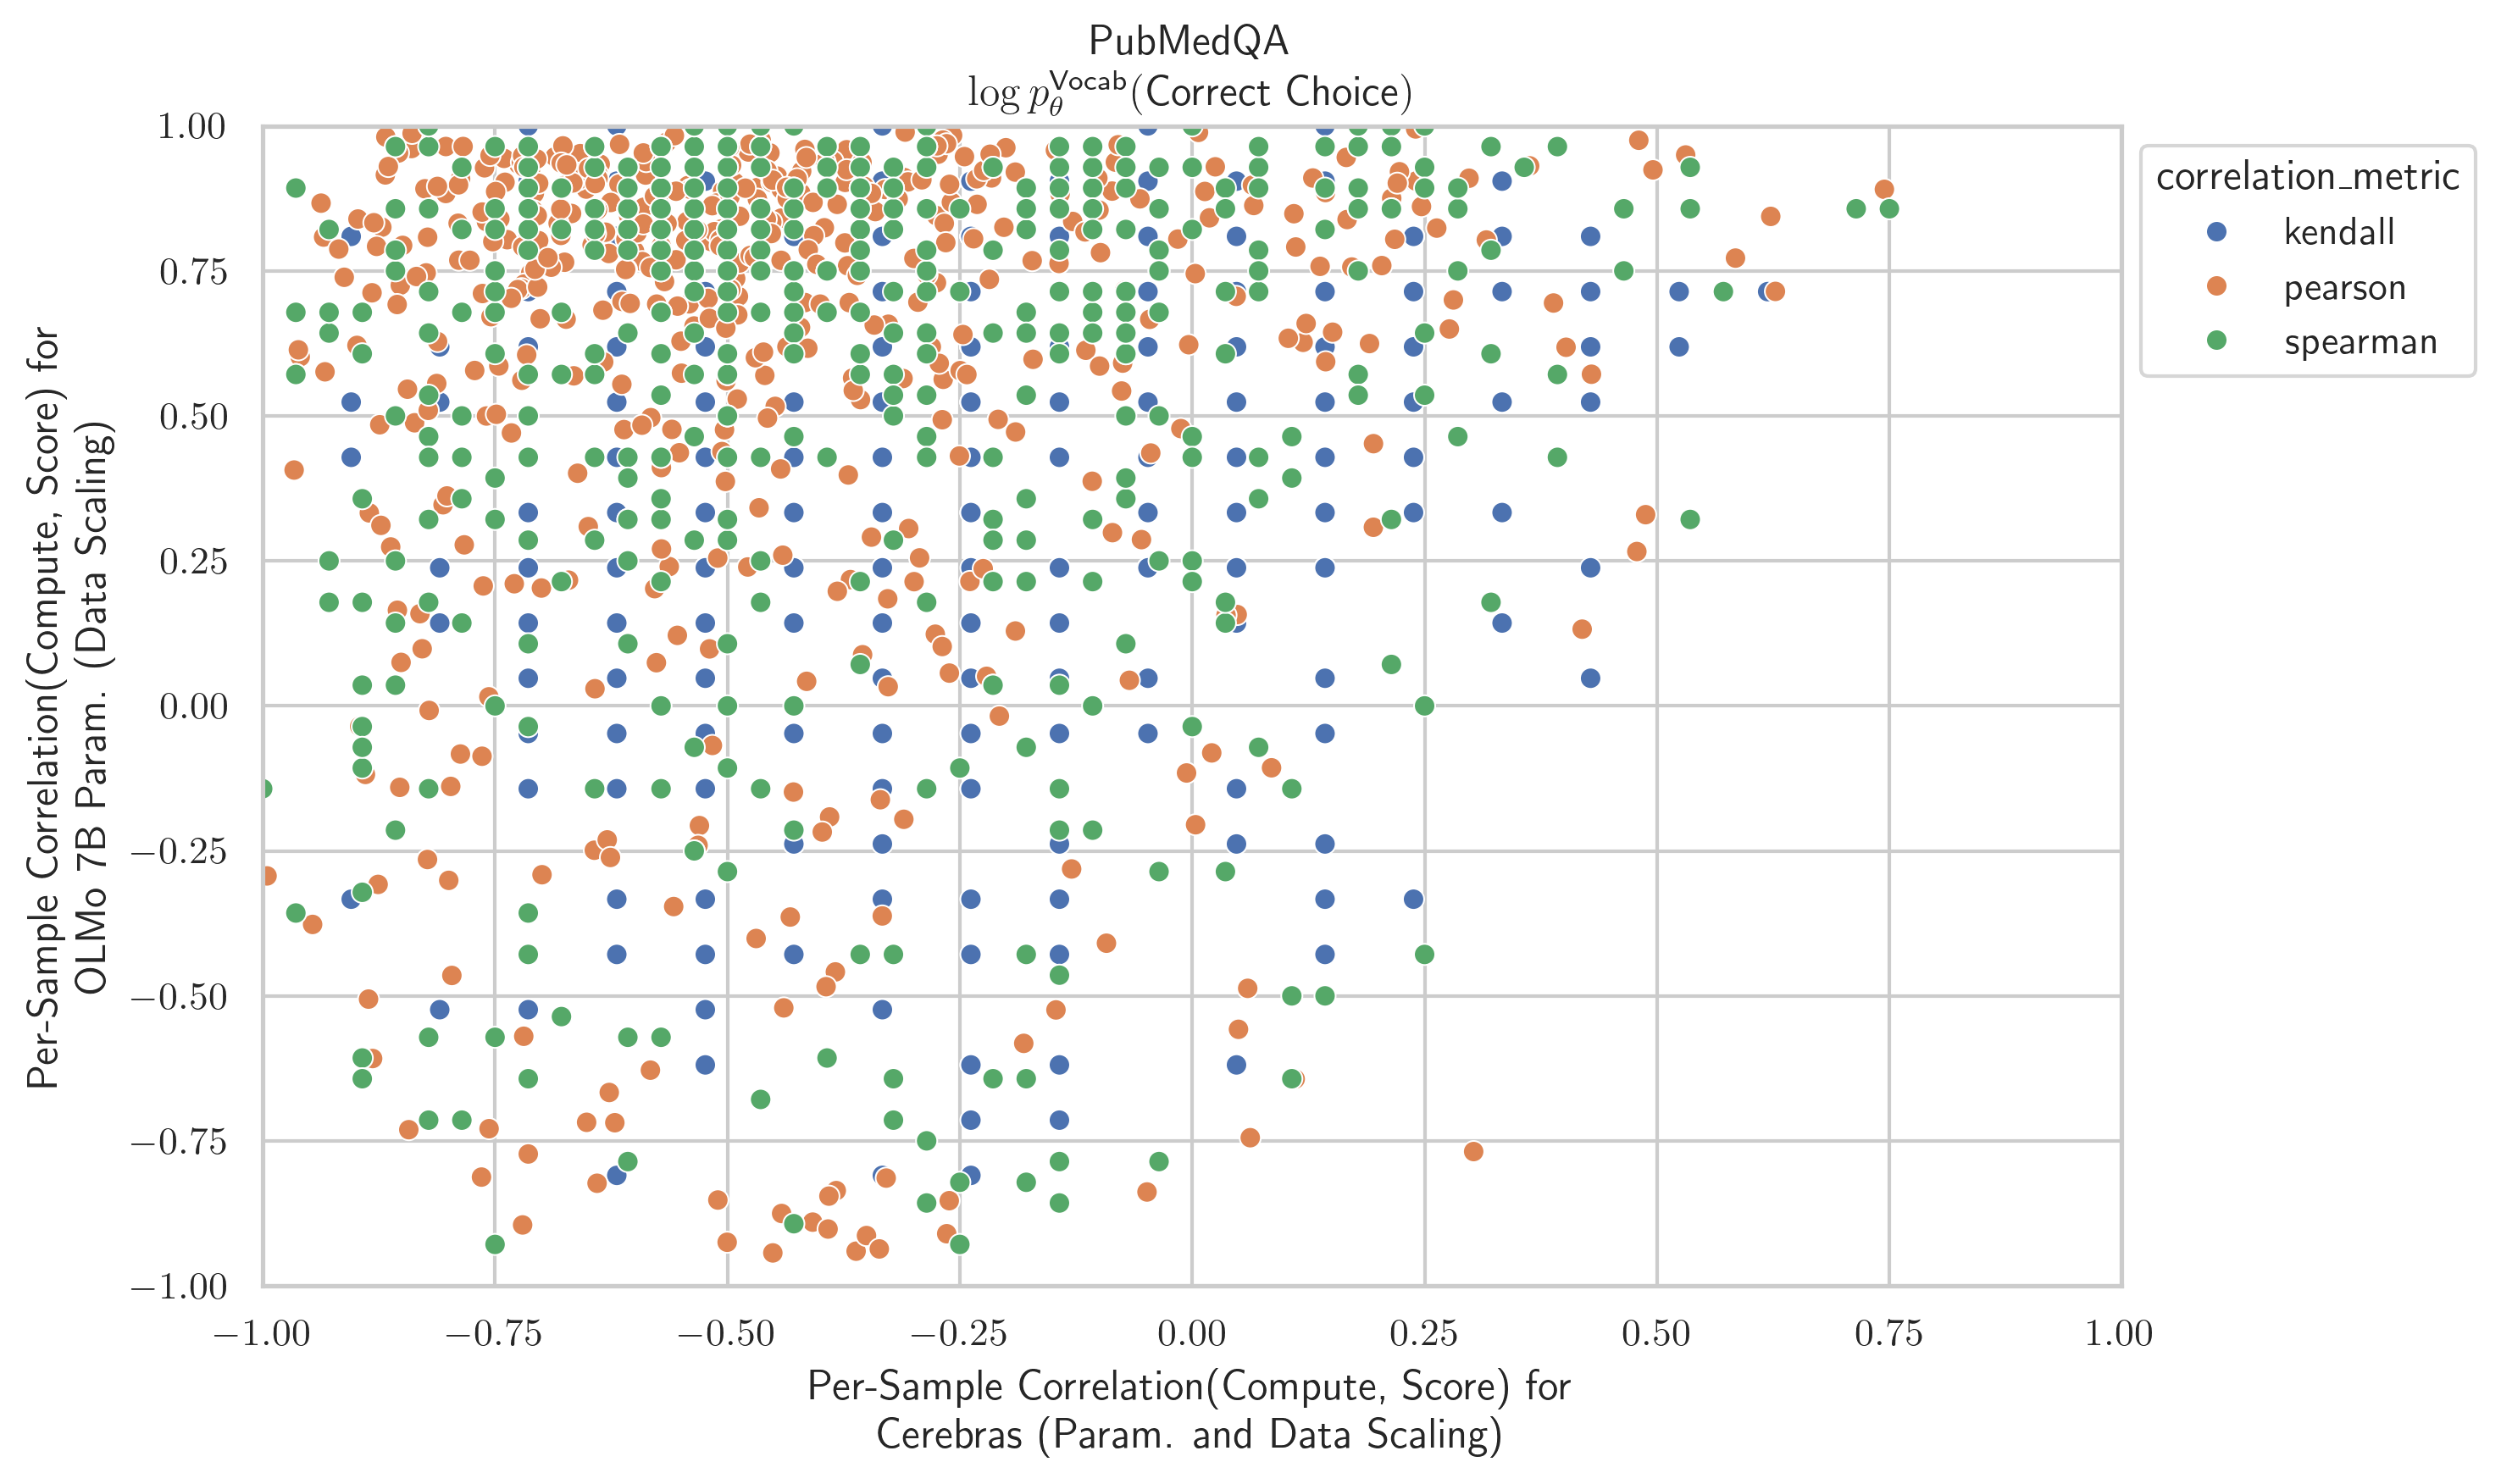 PubMedQA
log p_θ^Vocab(Correct Choice)
1.00
0.75
0.50
0.25
0.00
−0.25
−0.50
−0.75
−1.00
Per-Sample Correlation(Compute, Score) for
OLMo 7B Param. (Data Scaling)
−1.00 −0.75 −0.50 −0.25 0.00 0.25 0.50 0.75 1.00
Per-Sample Correlation(Compute, Score) for
Cerebras (Param. and Data Scaling)
correlation_metric
kendall
pearson
spearman